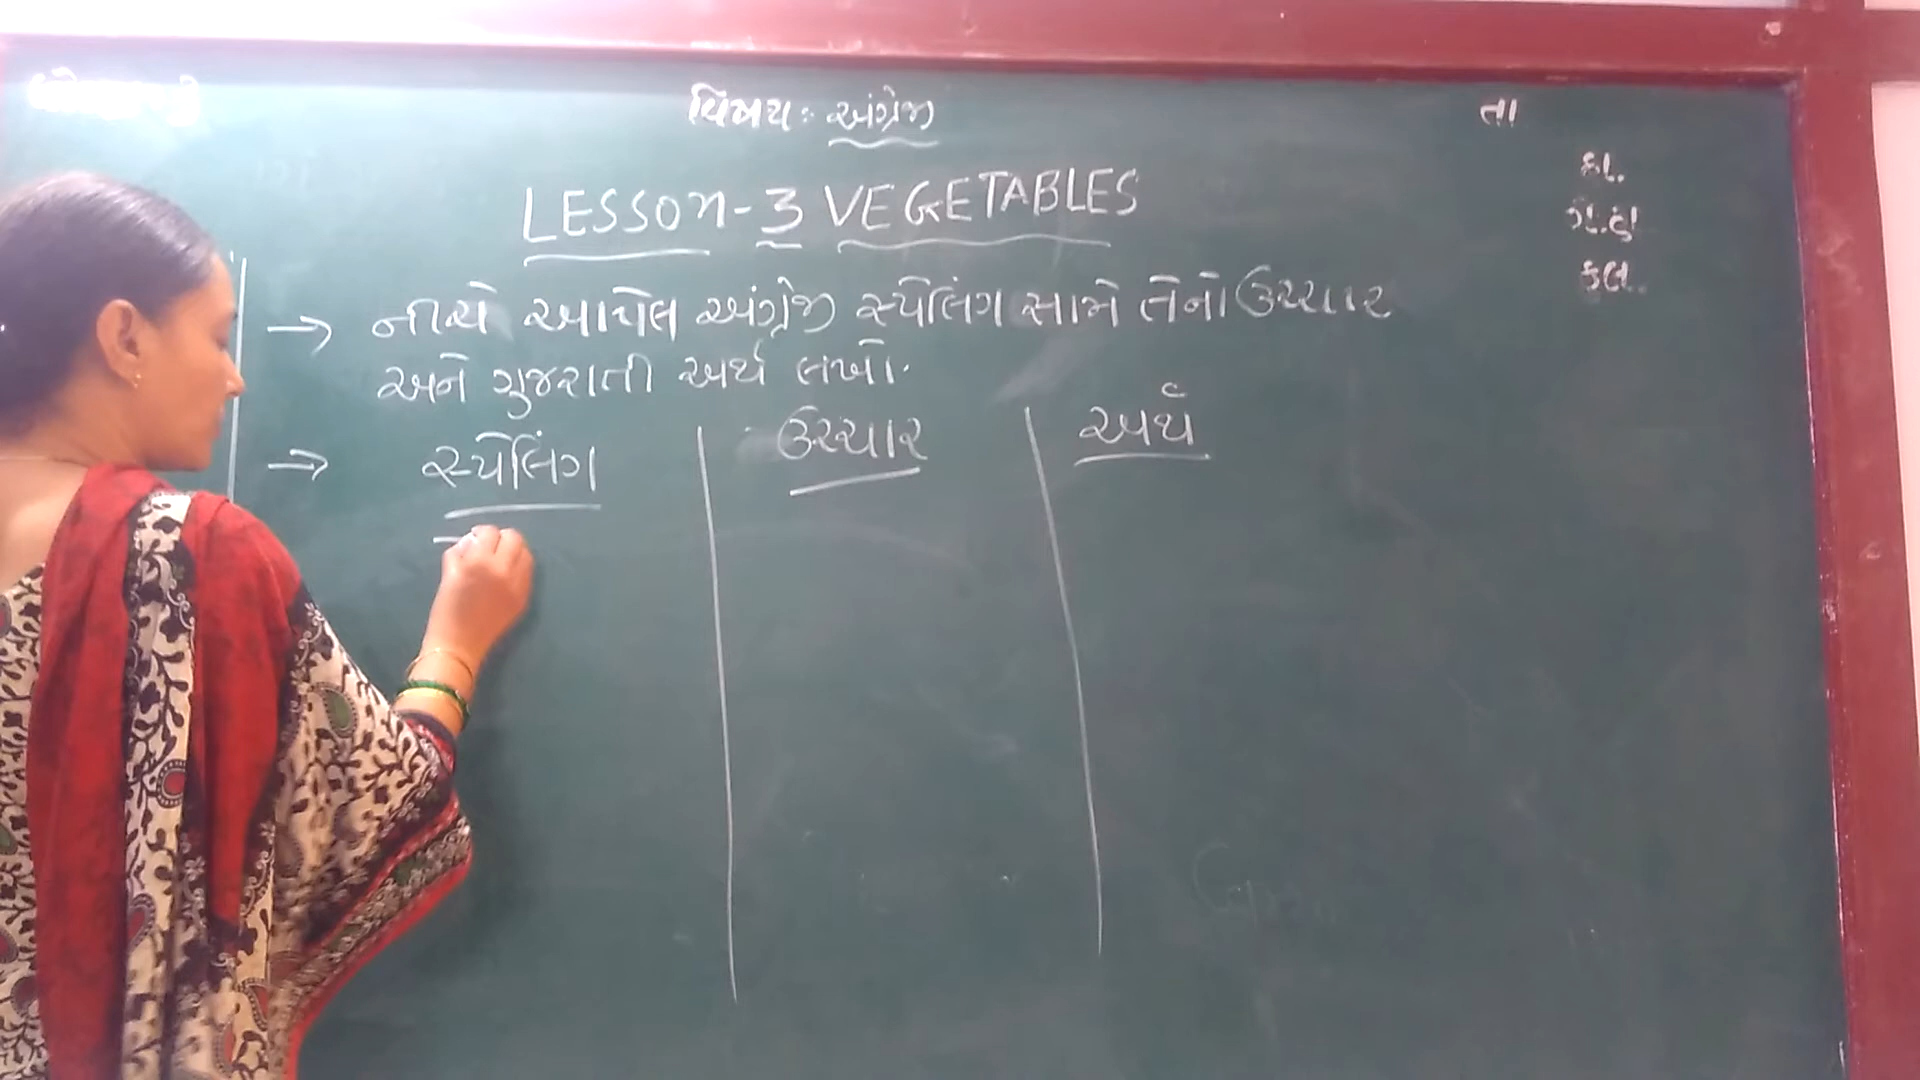 વિષય: અંગ્રેજી
તા
LESSON-3 VEGETABLES
ક્રા.
ગે.હા
કુલ.
→ નીચે આપેલ અંગ્રેજી સ્પેલિંગ સામે તેનો ઉચ્ચાર
અને ગુજરાતી અર્થ લખો.
→ સ્પેલિંગ ઉચ્ચાર અર્થ